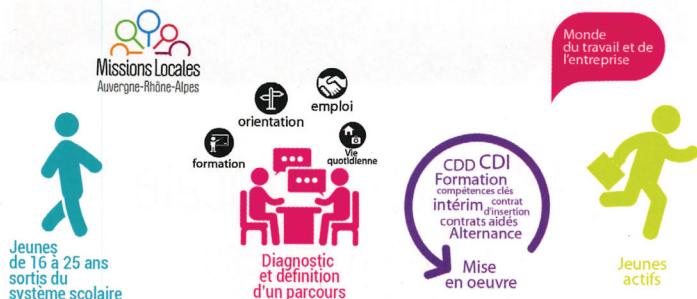 Missions Locales
Auvergne-Rhône-Alpes
Jeunes
de 16 à 25 ans
sortis du
système scolaire
formation
orientation
emploi
Vie
quotidienne
Diagnostic
et définition
d'un parcours
CDD CDI
Formation
compétences clés
intérim contrat
d'insertion
contrats aidés
Alternance
Mise
en oeuvre
Monde
du travail et de
l'entreprise
Jeunes
actifs